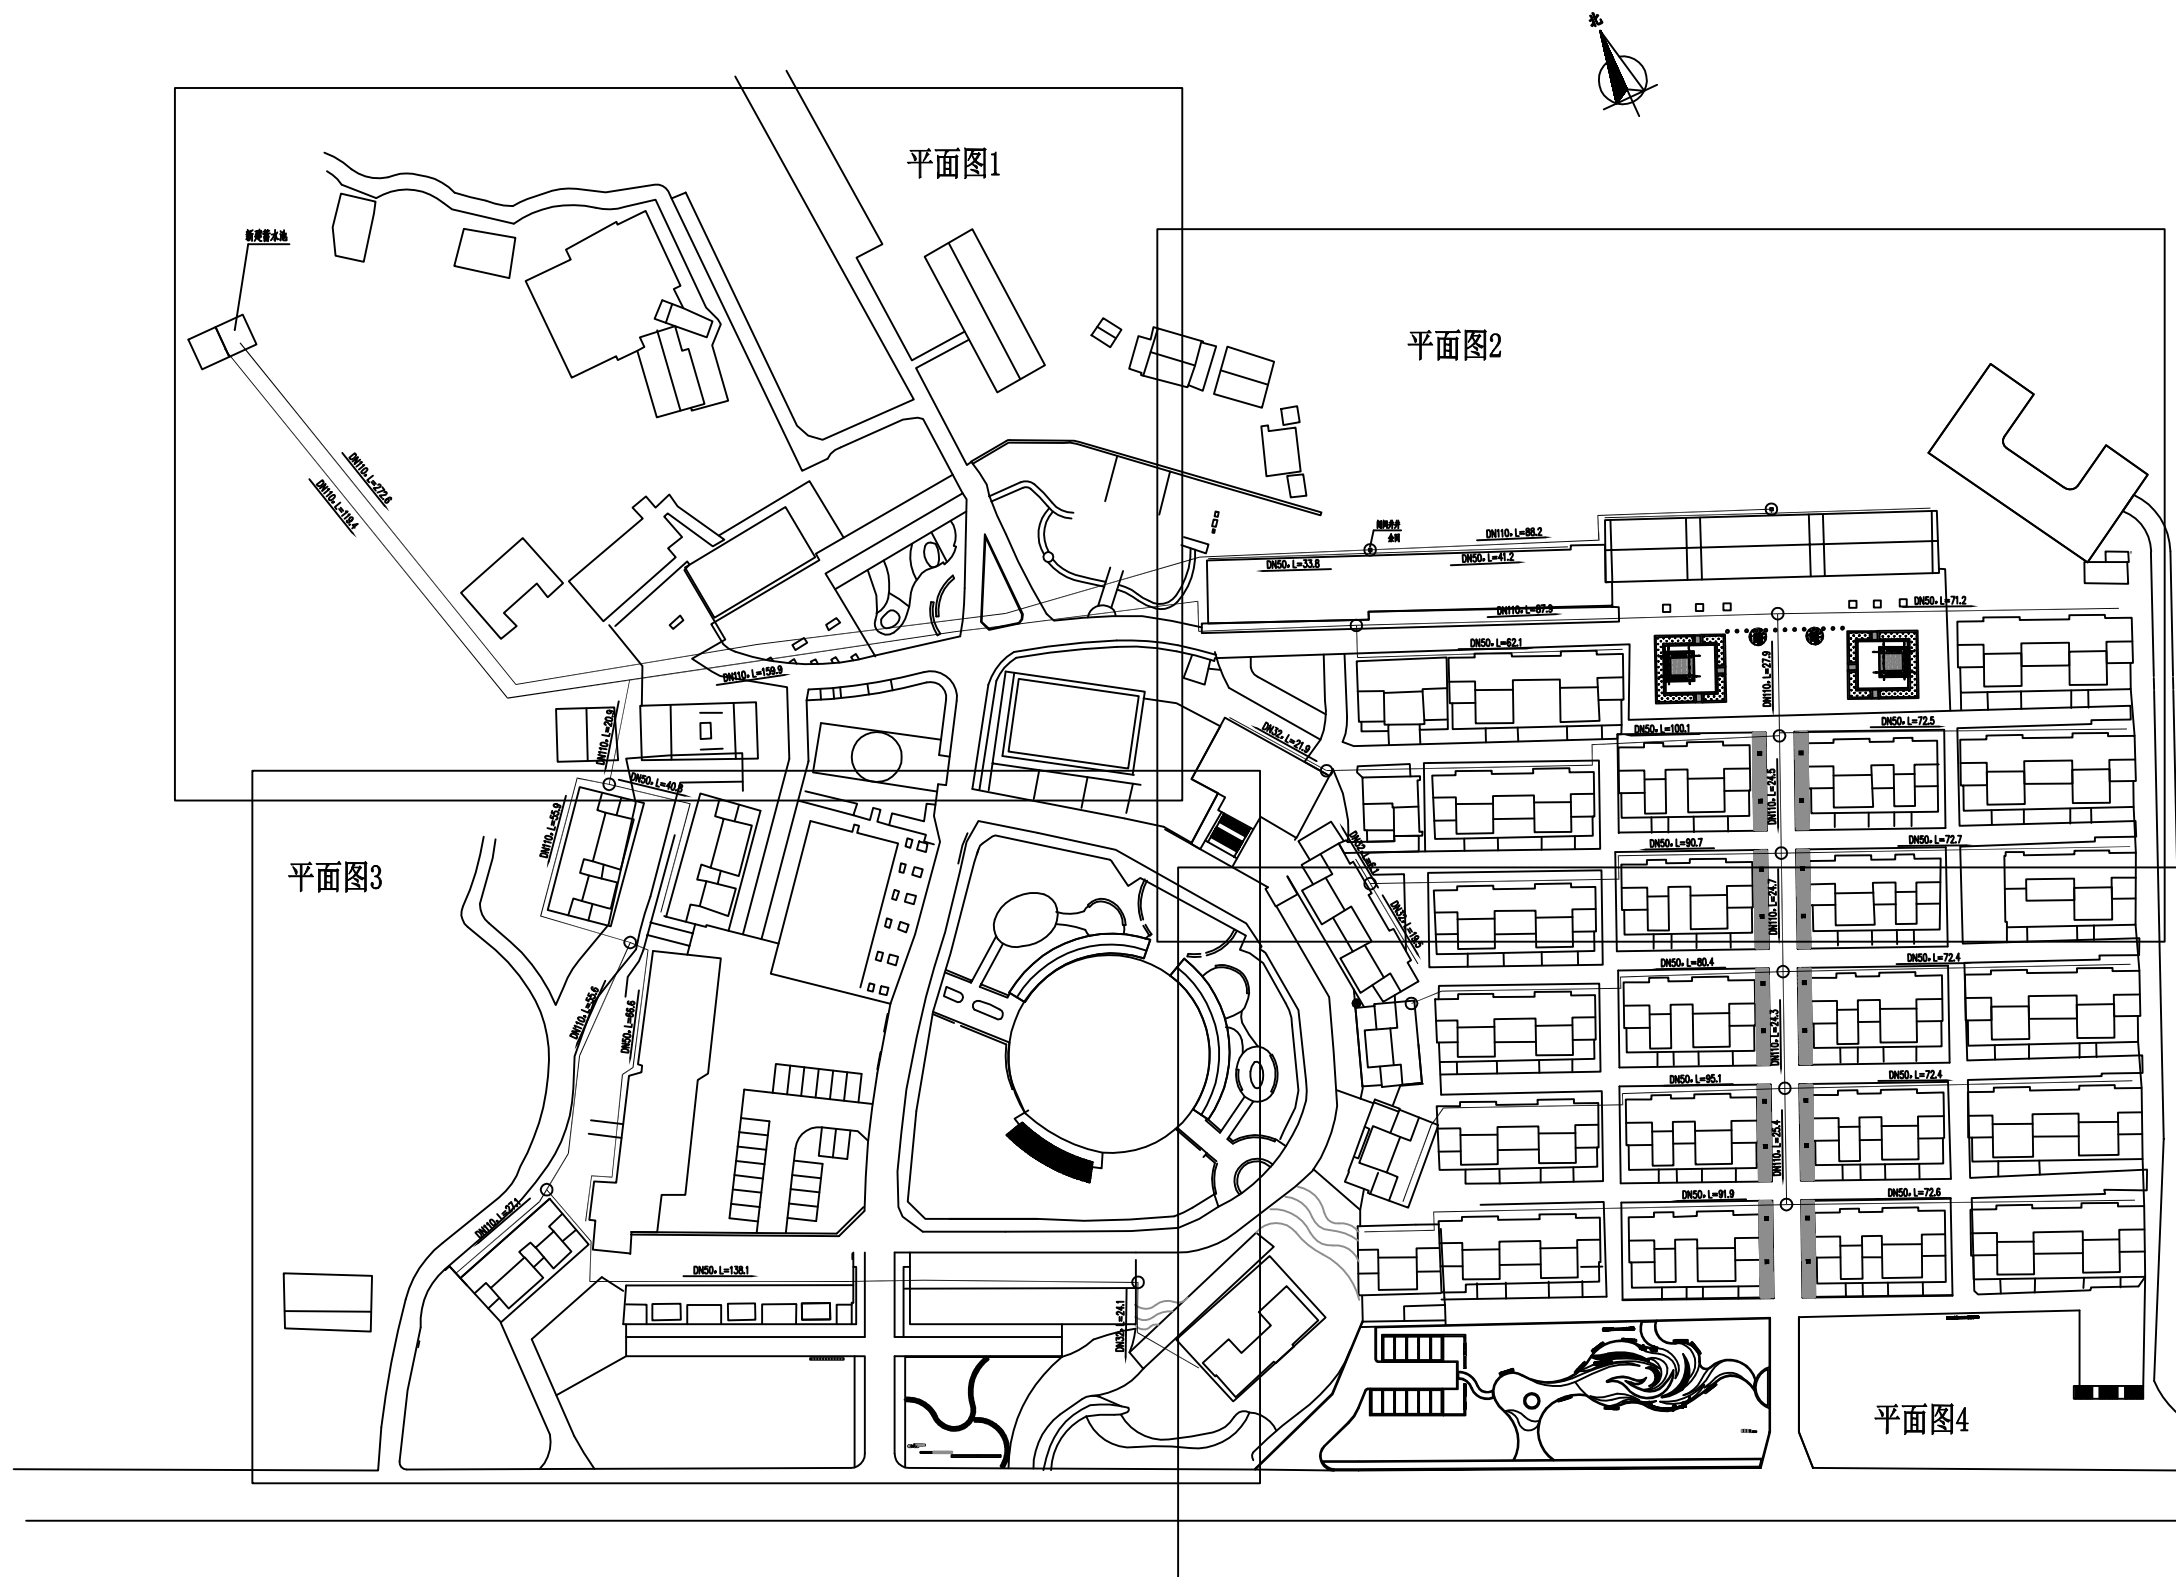 北
平面图1
新建蓄水池
平面图2
DN110, L=272.6
DN110, L=119.4
DN110, L=88.2
DN50, L=33.8
DN50, L=41.2
DN50, L=71.2
DN110, L=87.9
DN50, L=62.1
DN110, L=159.9
DN110, L=27.9
DN110, L=20.9
DN32, L=21.9
DN50, L=100.1
DN50, L=72.5
DN50, L=40.8
DN110, L=24.5
DN110, L=55.9
DN50, L=90.7
DN50, L=72.7
平面图3
DN110, L=24.7
DN32, L=19.5
DN50, L=80.4
DN50, L=72.4
DN110, L=55.6
DN50, L=66.6
DN110, L=24.3
DN50, L=95.1
DN50, L=72.4
DN110, L=25.4
DN50, L=91.9
DN50, L=72.6
DN110, L=27.1
DN50, L=138.1
DN32, L=24.1
平面图4